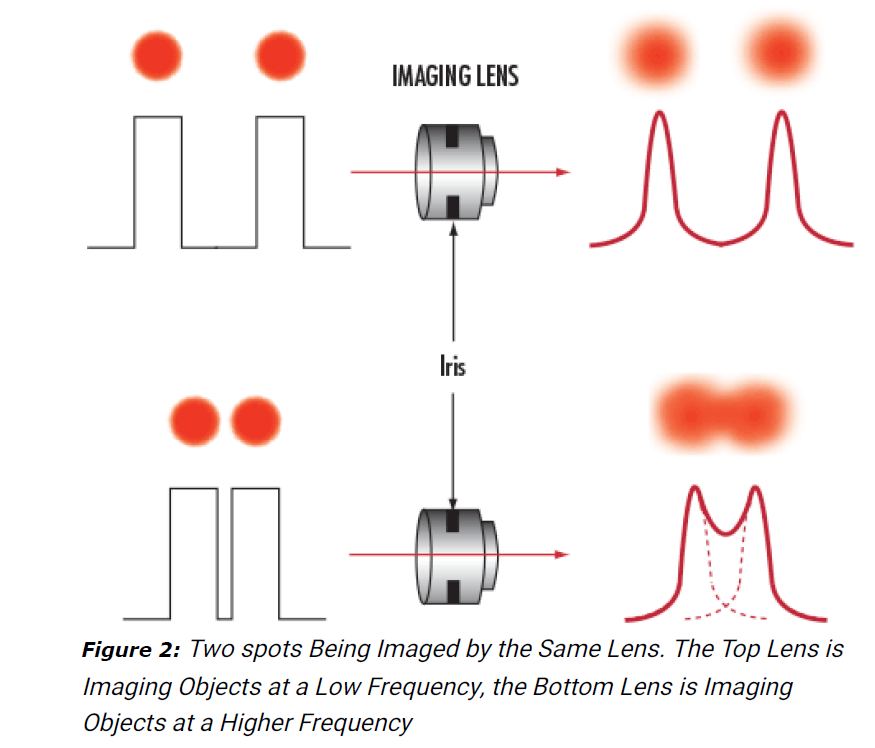 IMAGING LENS
Iris
Figure 2: Two spots Being Imaged by the Same Lens. The Top Lens is
Imaging Objects at a Low Frequency, the Bottom Lens is Imaging
Objects at a Higher Frequency